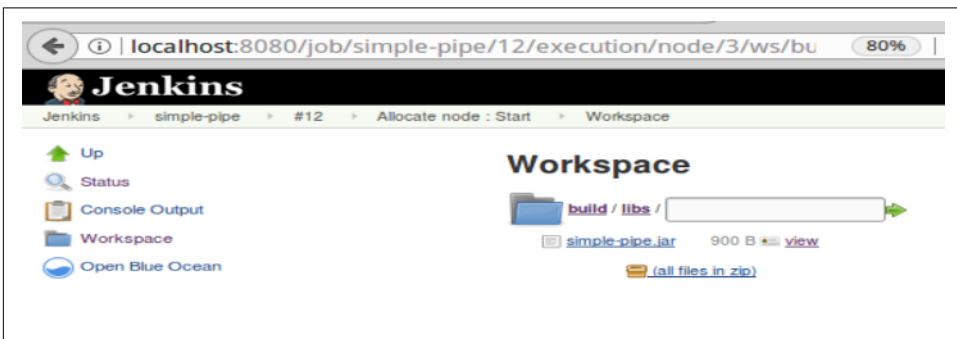 localhost:8080/job/simple-pipe/12/execution/node/3/ws/bu 80%
Jenkins
Jenkins simple-pipe #12 Allocate node : Start Workspace
Up
Status
Console Output
Workspace
Open Blue Ocean
Workspace
build / libs /
simple-pipe.jar 900 B view
(all files in zip)